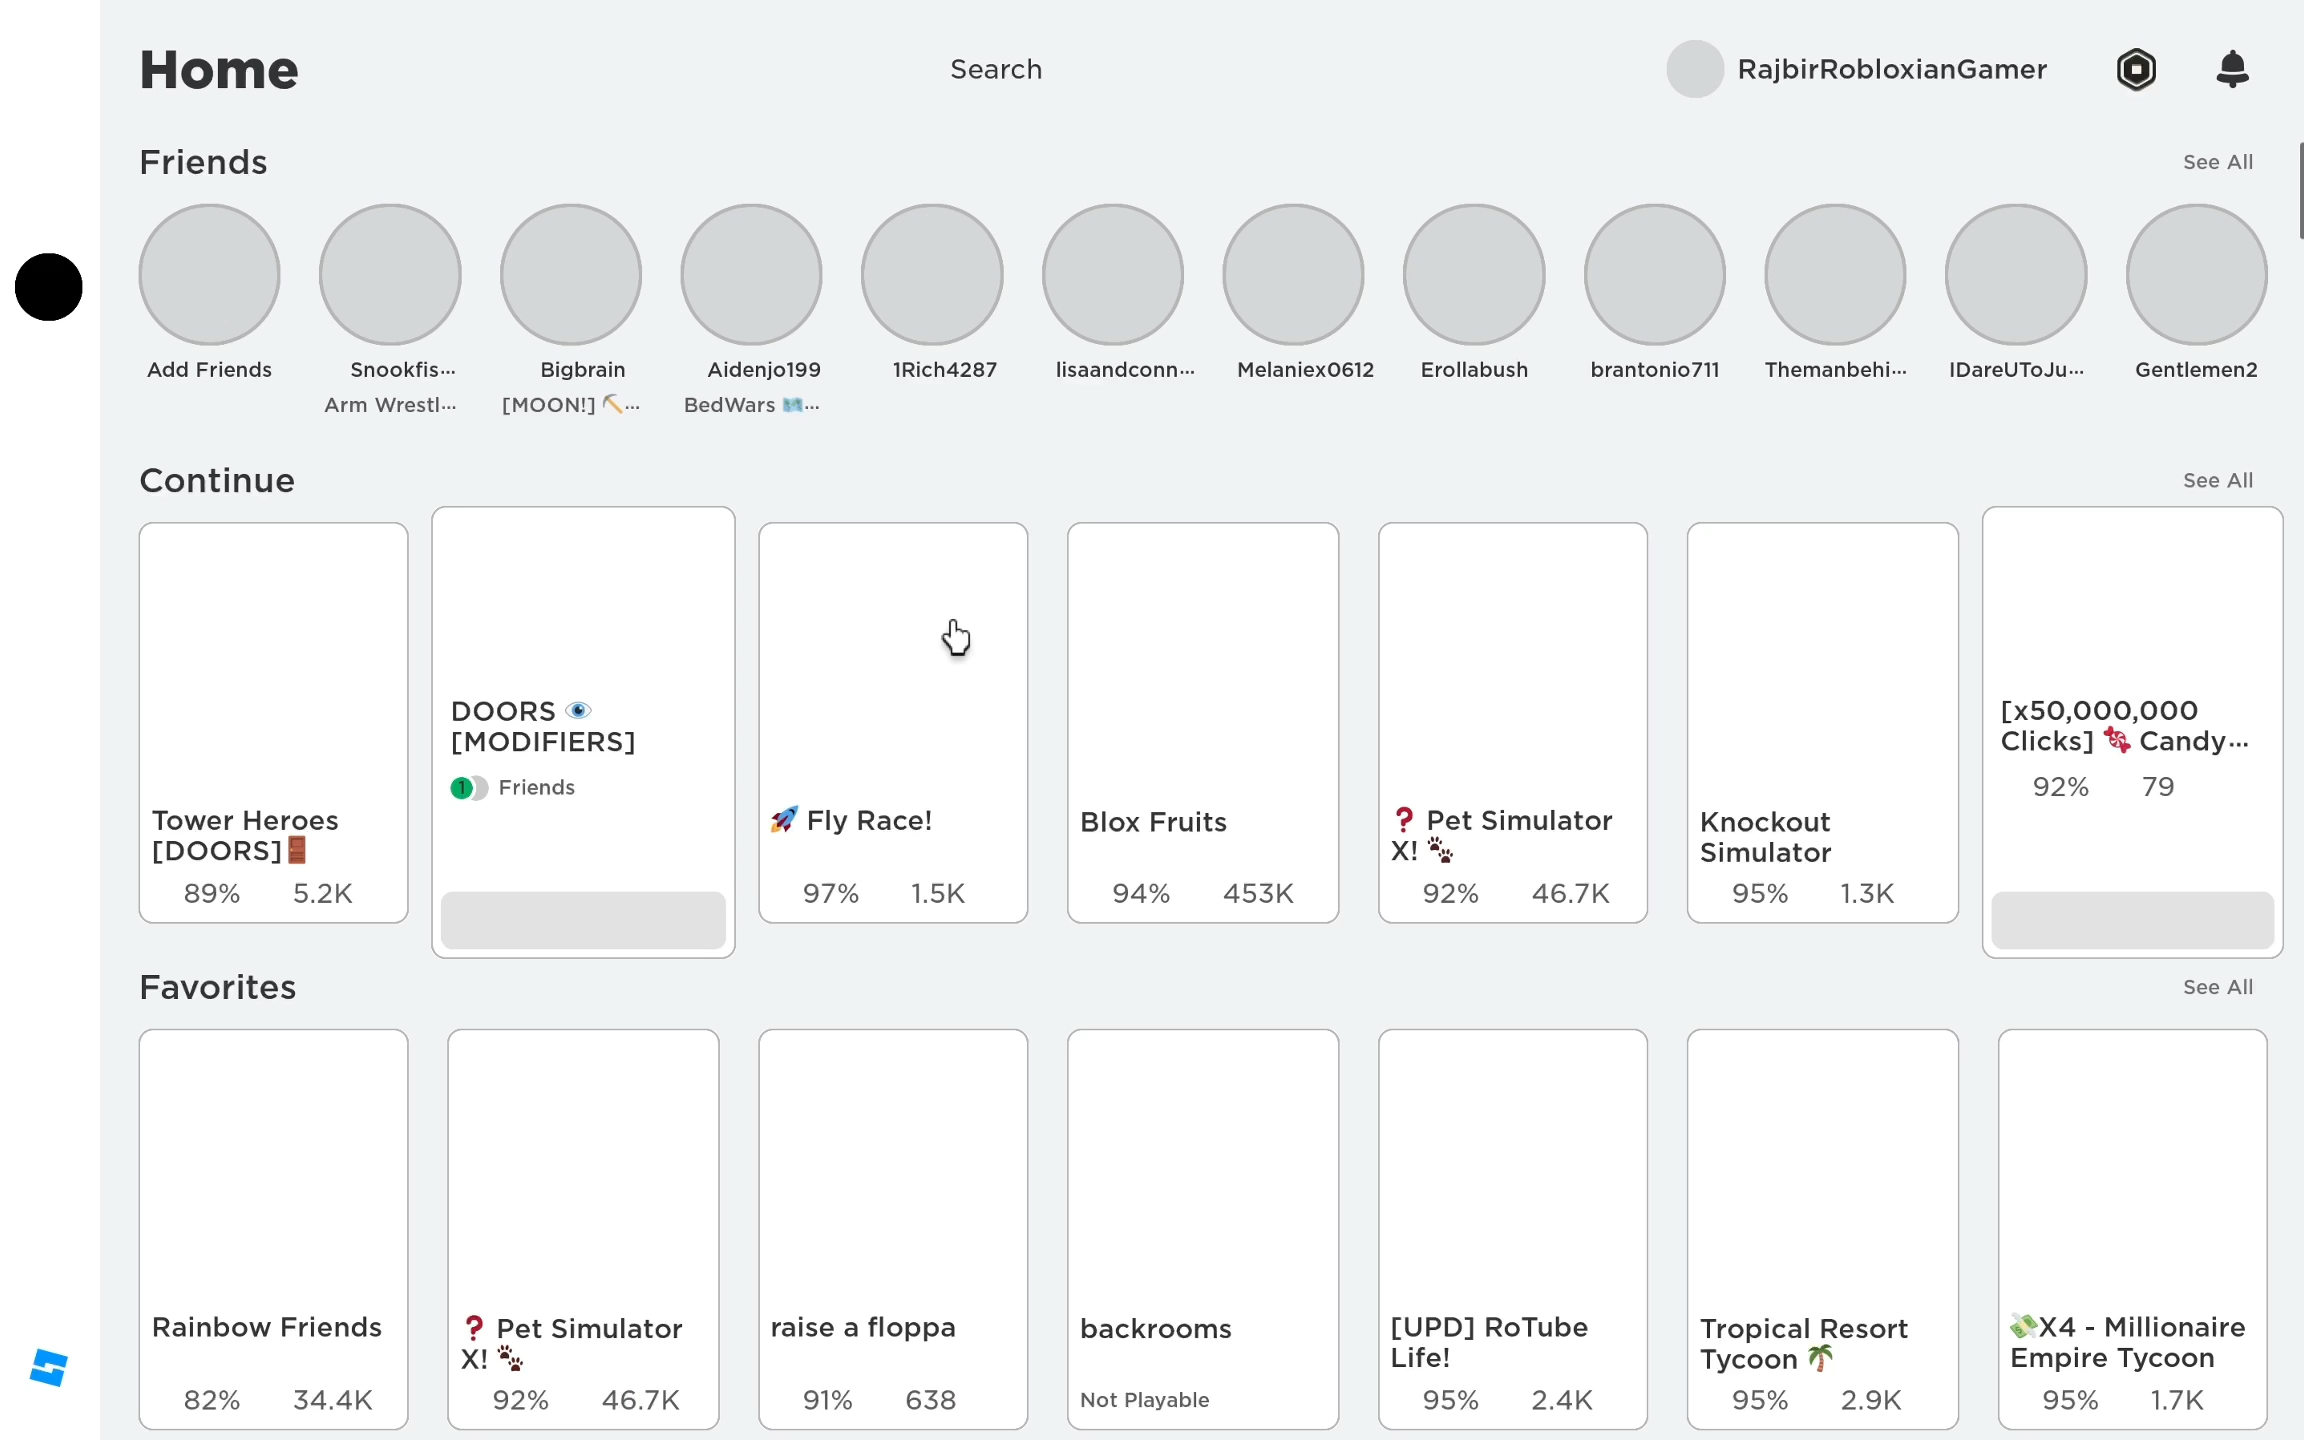 Home
Search
RajbirRobloxianGamer
Friends
See All
Add Friends
Snookfis...
Arm Wrestl...
Bigbrain
[MOON!] ⛏️...
Aidenjo199
BedWars 🗺️...
1Rich4287
lisaandconn...
Melaniex0612
Erollabush
brantonio711
Themanbehi...
IDareUToJu...
Gentlemen2
Continue
See All
Tower Heroes
[DOORS]🚪
89% 5.2K
DOORS 👁️
[MODIFIERS]
1 Friends
🚀 Fly Race!
97% 1.5K
Blox Fruits
94% 453K
❓ Pet Simulator
X! 🐾
92% 46.7K
Knockout
Simulator
95% 1.3K
[x50,000,000
Clicks] 🍬 Candy...
92% 79
Favorites
See All
Rainbow Friends
82% 34.4K
❓ Pet Simulator
X! 🐾
92% 46.7K
raise a floppa
91% 638
backrooms
Not Playable
[UPD] RoTube
Life!
95% 2.4K
Tropical Resort
Tycoon 🌴
95% 2.9K
💸X4 - Millionaire
Empire Tycoon
95% 1.7K